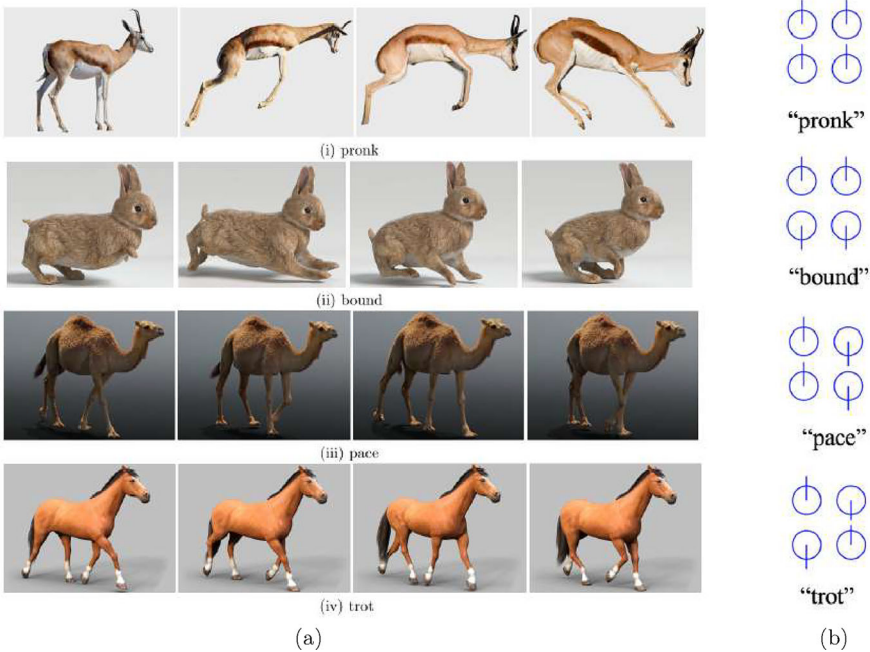 (i) pronk
(ii) bound
(iii) pace
(iv) trot
(a)
“pronk”
“bound”
“pace”
“trot”
(b)